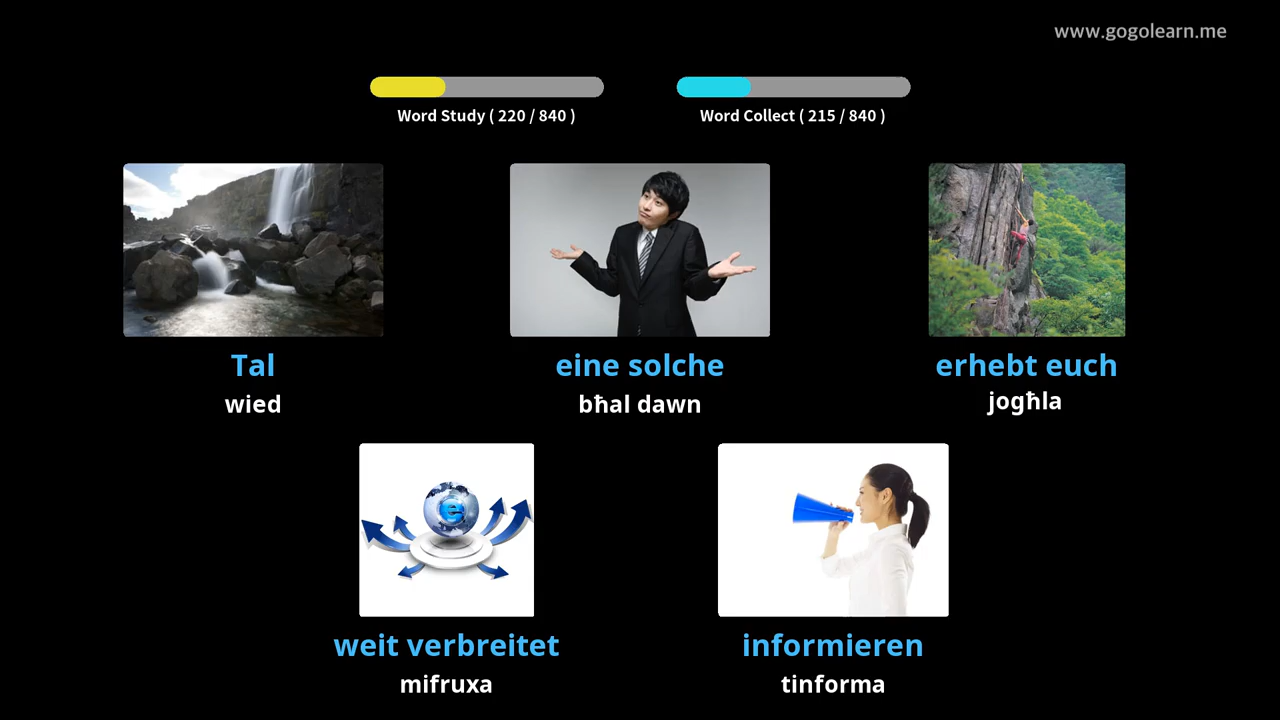 www.gogolearn.me
Word Study ( 220 / 840 )
Word Collect ( 215 / 840 )
Tal
wied
eine solche
bħal dawn
erhebt euch
jogħla
e
weit verbreitet
mifruxa
informieren
tinforma